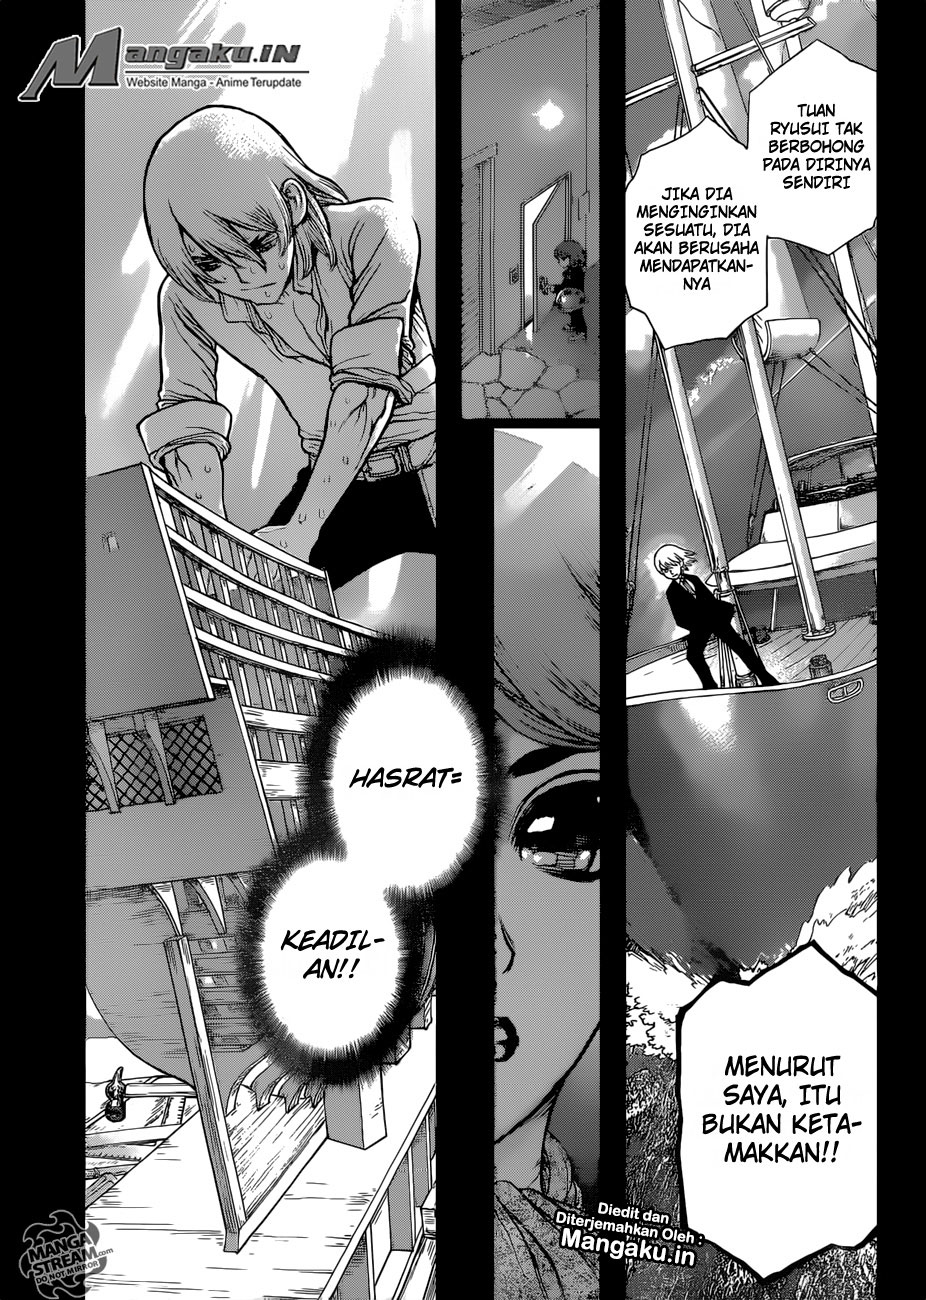 Mangaku.iN
Website Manga - Anime Terupdate
TUAN
RYUSUI TAK
BERBOHONG
PADA DIRINYA
SENDIRI
JIKA DIA
MENGINGINKAN
SESUATU, DIA
AKAN BERUSAHA
MENDAPATKAN-
NYA
HASRAT=
KEADIL-
AN!!
MENURUT
SAYA, ITU
BUKAN KETA-
MAKKAN!!
Diedit dan
Diterjemahkan Oleh :
Mangaku.in
MANGA
STREAM.COM
DO NOT MIRROR!